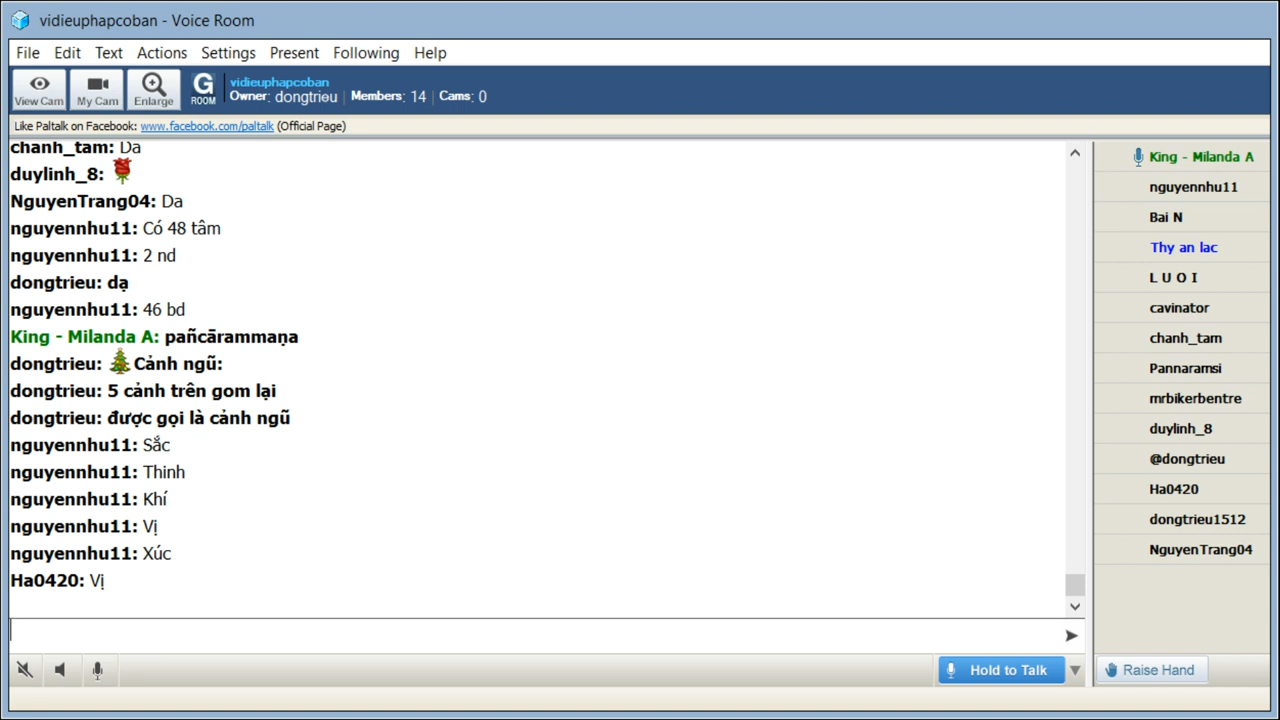 vidieuphapcoban - Voice Room
File Edit Text Actions Settings Present Following Help
View Cam
My Cam
Enlarge
G ROOM
vidieuphapcoban
Owner: dongtrieu | Members: 14 | Cams: 0
Like Paltalk on Facebook: www.facebook.com/paltalk (Official Page)
chanh_tam: Da
duylinh_8:
NguyenTrang04: Da
nguyennhu11: Có 48 tâm
nguyennhu11: 2 nd
dongtrieu: dạ
nguyennhu11: 46 bd
King - Milanda A: pañcārammaṇa
dongtrieu: Cảnh ngũ:
dongtrieu: 5 cảnh trên gom lại
dongtrieu: được gọi là cảnh ngũ
nguyennhu11: Sắc
nguyennhu11: Thinh
nguyennhu11: Khí
nguyennhu11: Vị
nguyennhu11: Xúc
Ha0420: Vị
King - Milanda A
nguyennhu11
Bai N
Thy an lac
L U O I
cavinator
chanh_tam
Pannaramsi
mrbikerbentre
duylinh_8
@dongtrieu
Ha0420
dongtrieu1512
NguyenTrang04
Hold to Talk
Raise Hand